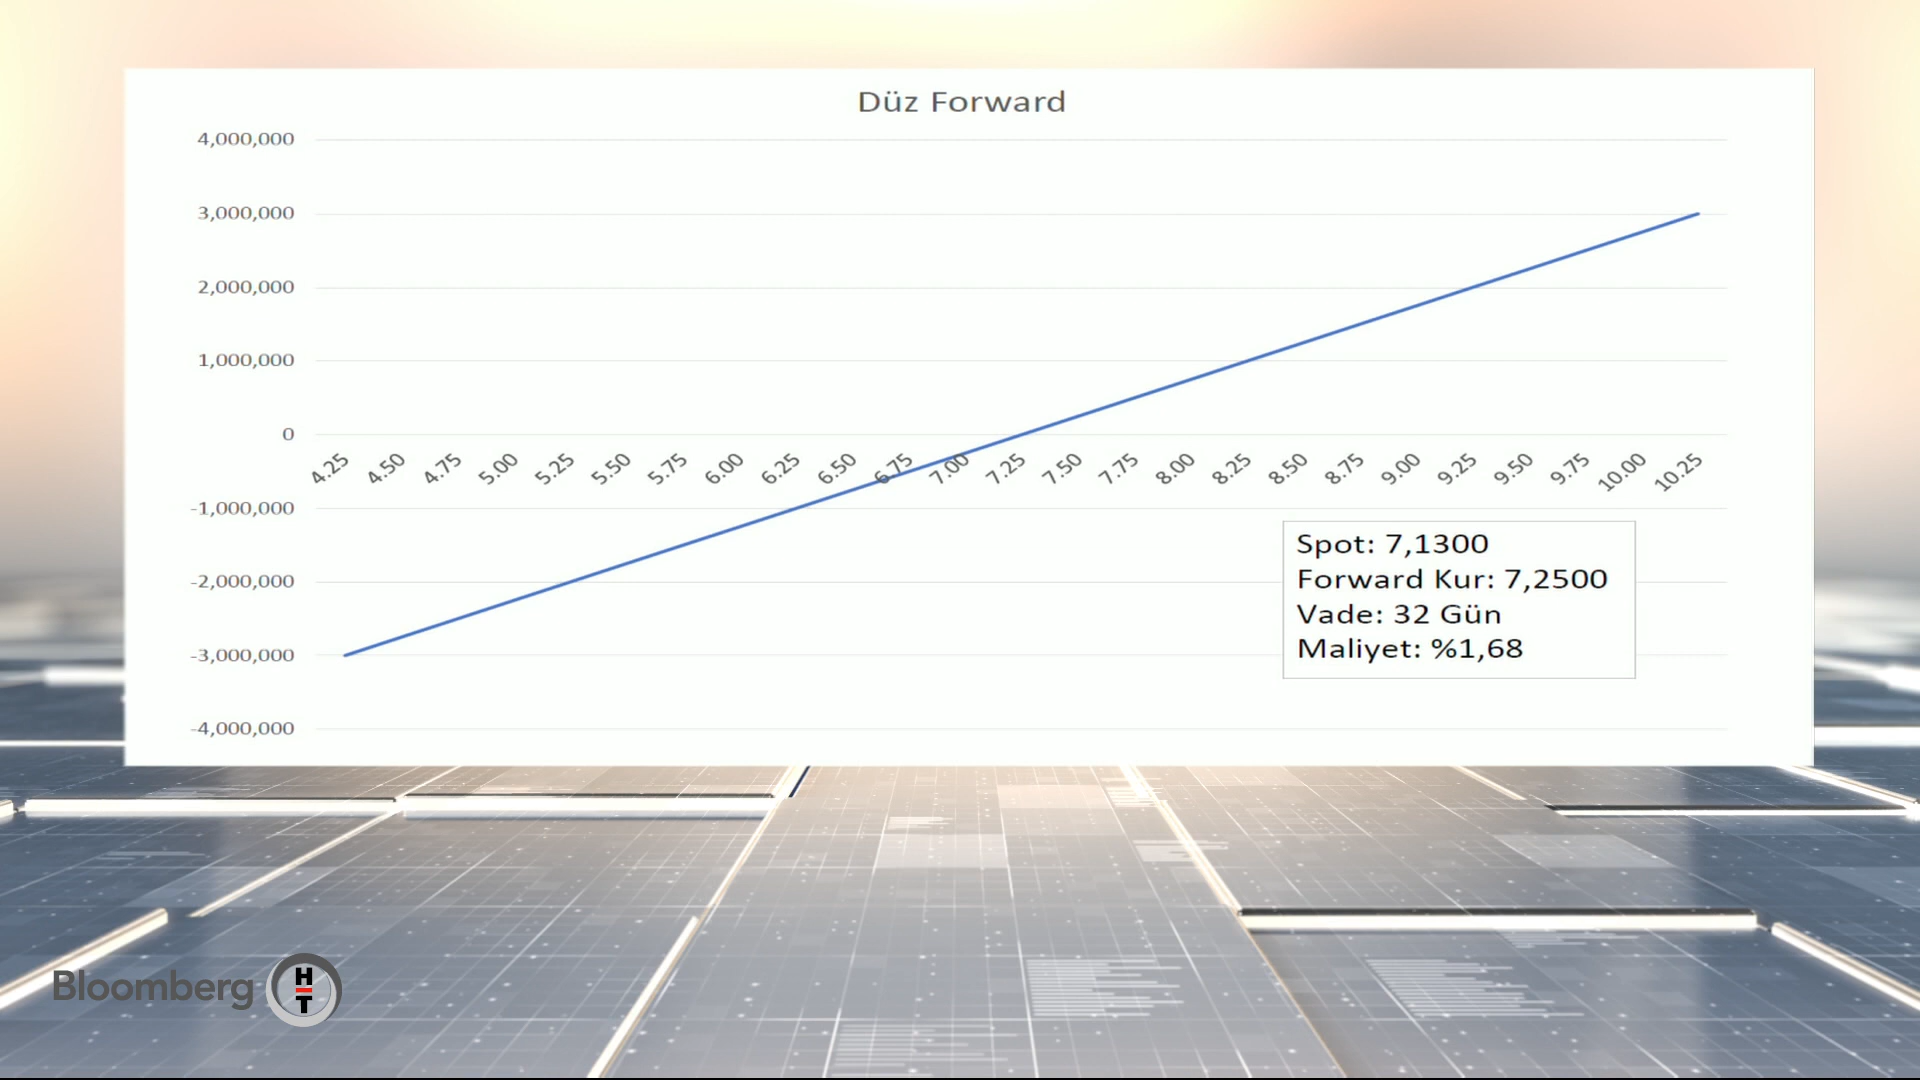 Düz Forward
4,000,000
3,000,000
2,000,000
1,000,000
0
-1,000,000
-2,000,000
-3,000,000
-4,000,000
4.25 4.50 4.75 5.00 5.25 5.50 5.75 6.00 6.25 6.50 6.75 7.00 7.25 7.50 7.75 8.00 8.25 8.50 8.75 9.00 9.25 9.50 9.75 10.00 10.25
Spot: 7,1300
Forward Kur: 7,2500
Vade: 32 Gün
Maliyet: %1,68
Bloomberg HT